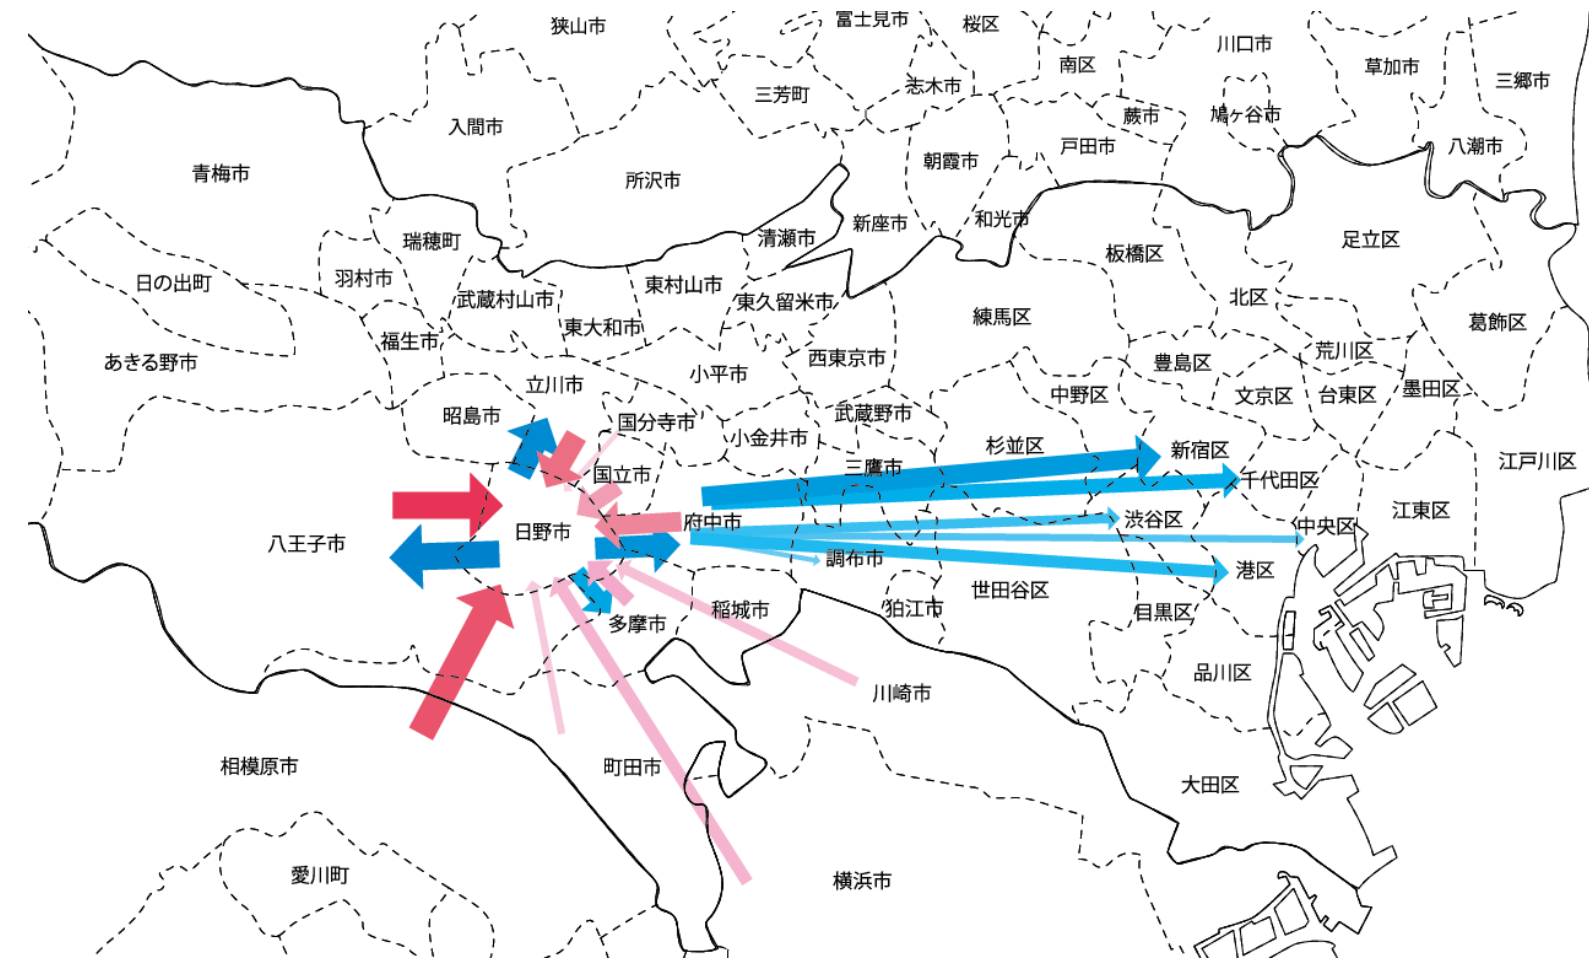 狭山市
富士見市
桜区
川口市
南区
草加市
三郷市
三芳町
志木市
入間市
蕨市
鳩ヶ谷市
戸田市
八潮市
朝霞市
青梅市
所沢市
和光市
新座市
清瀬市
瑞穂町
足立区
板橋区
羽村市
日の出町
東村山市
武蔵村山市
東久留米市
北区
練馬区
葛飾区
東大和市
福生市
あきる野市
西東京市
荒川区
豊島区
小平市
立川市
中野区
文京区
台東区
墨田区
昭島市
武蔵野市
国分寺市
小金井市
杉並区
新宿区
三鷹市
国立市
千代田区
江戸川区
江東区
府中市
渋谷区
中央区
日野市
八王子市
調布市
港区
世田谷区
稲城市
狛江市
目黒区
多摩市
品川区
川崎市
相模原市
町田市
大田区
愛川町
横浜市